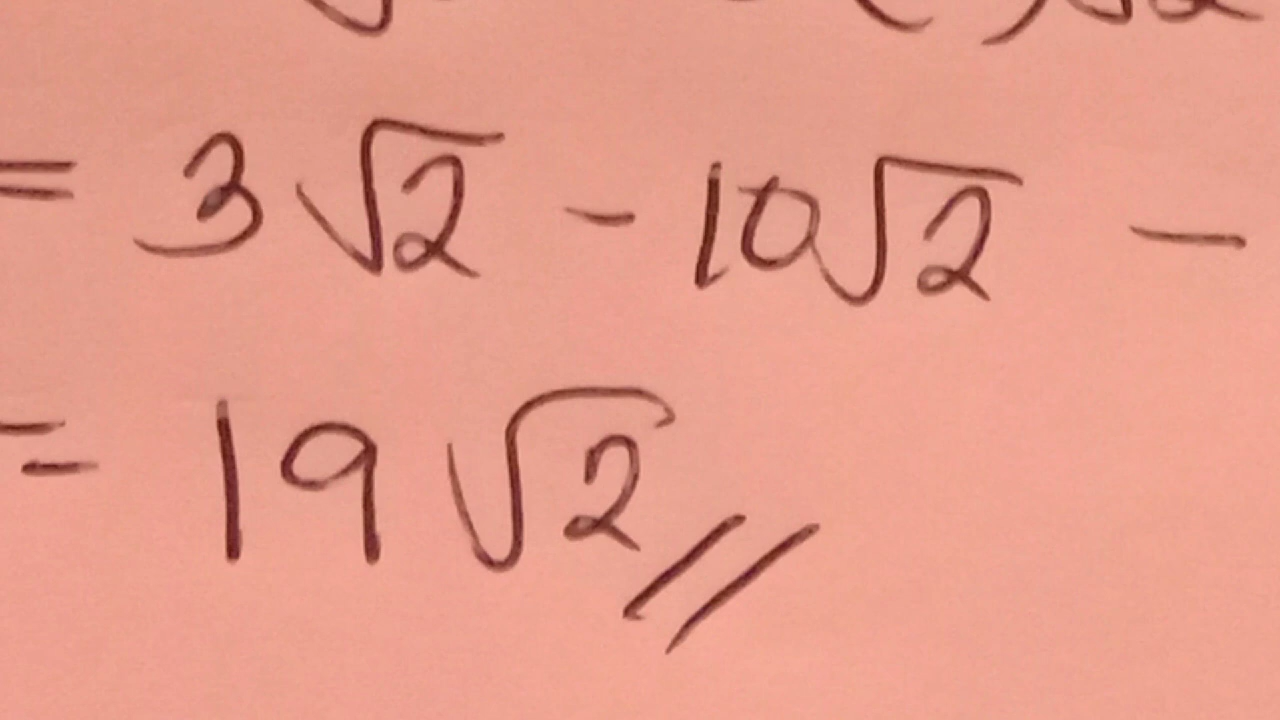 = 3√2 - 10√2 -
= 19√2 //